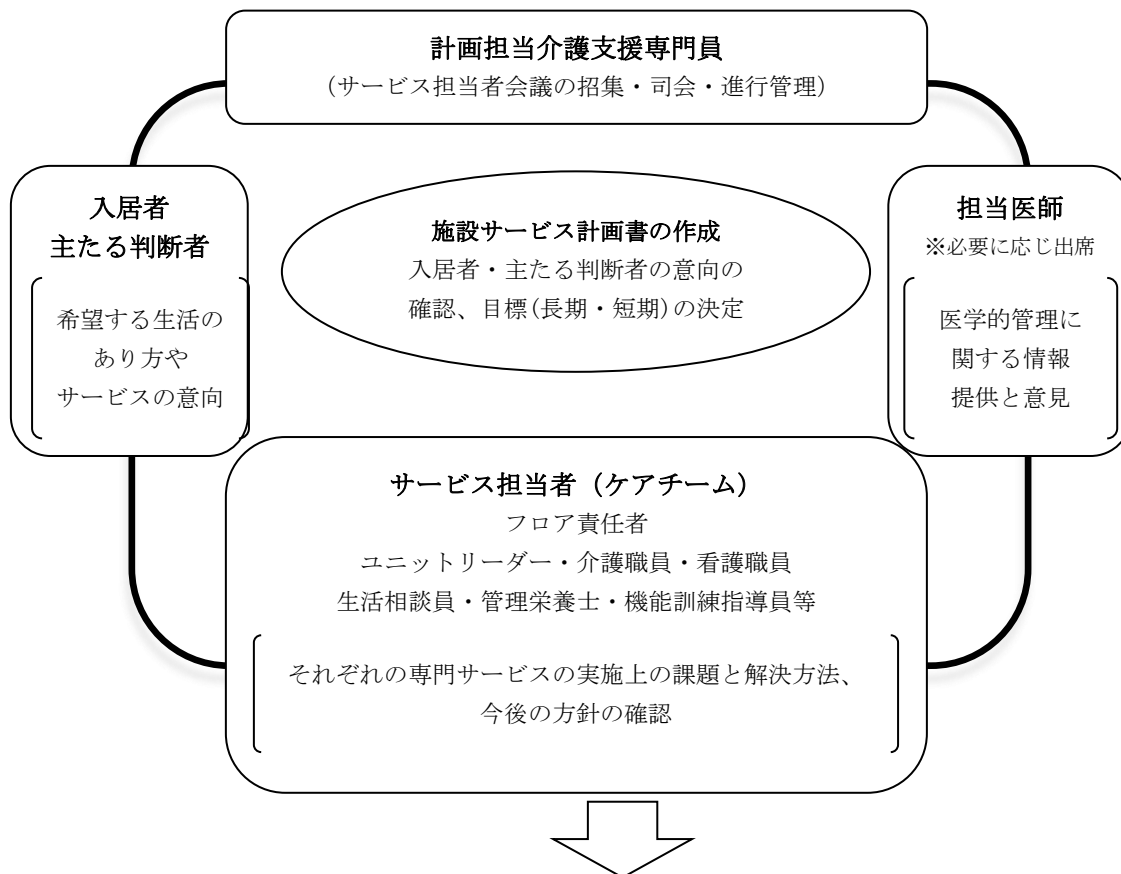 計画担当介護支援専門員
（サービス担当者会議の招集・司会・進行管理）
入居者
主たる判断者
希望する生活の
あり方や
サービスの意向
施設サービス計画書の作成
入居者・主たる判断者の意向の
確認、目標(長期・短期)の決定
担当医師
※必要に応じ出席
医学的管理に
関する情報
提供と意見
サービス担当者（ケアチーム）
フロア責任者
ユニットリーダー・介護職員・看護職員
生活相談員・管理栄養士・機能訓練指導員等
それぞれの専門サービスの実施上の課題と解決方法、
今後の方針の確認